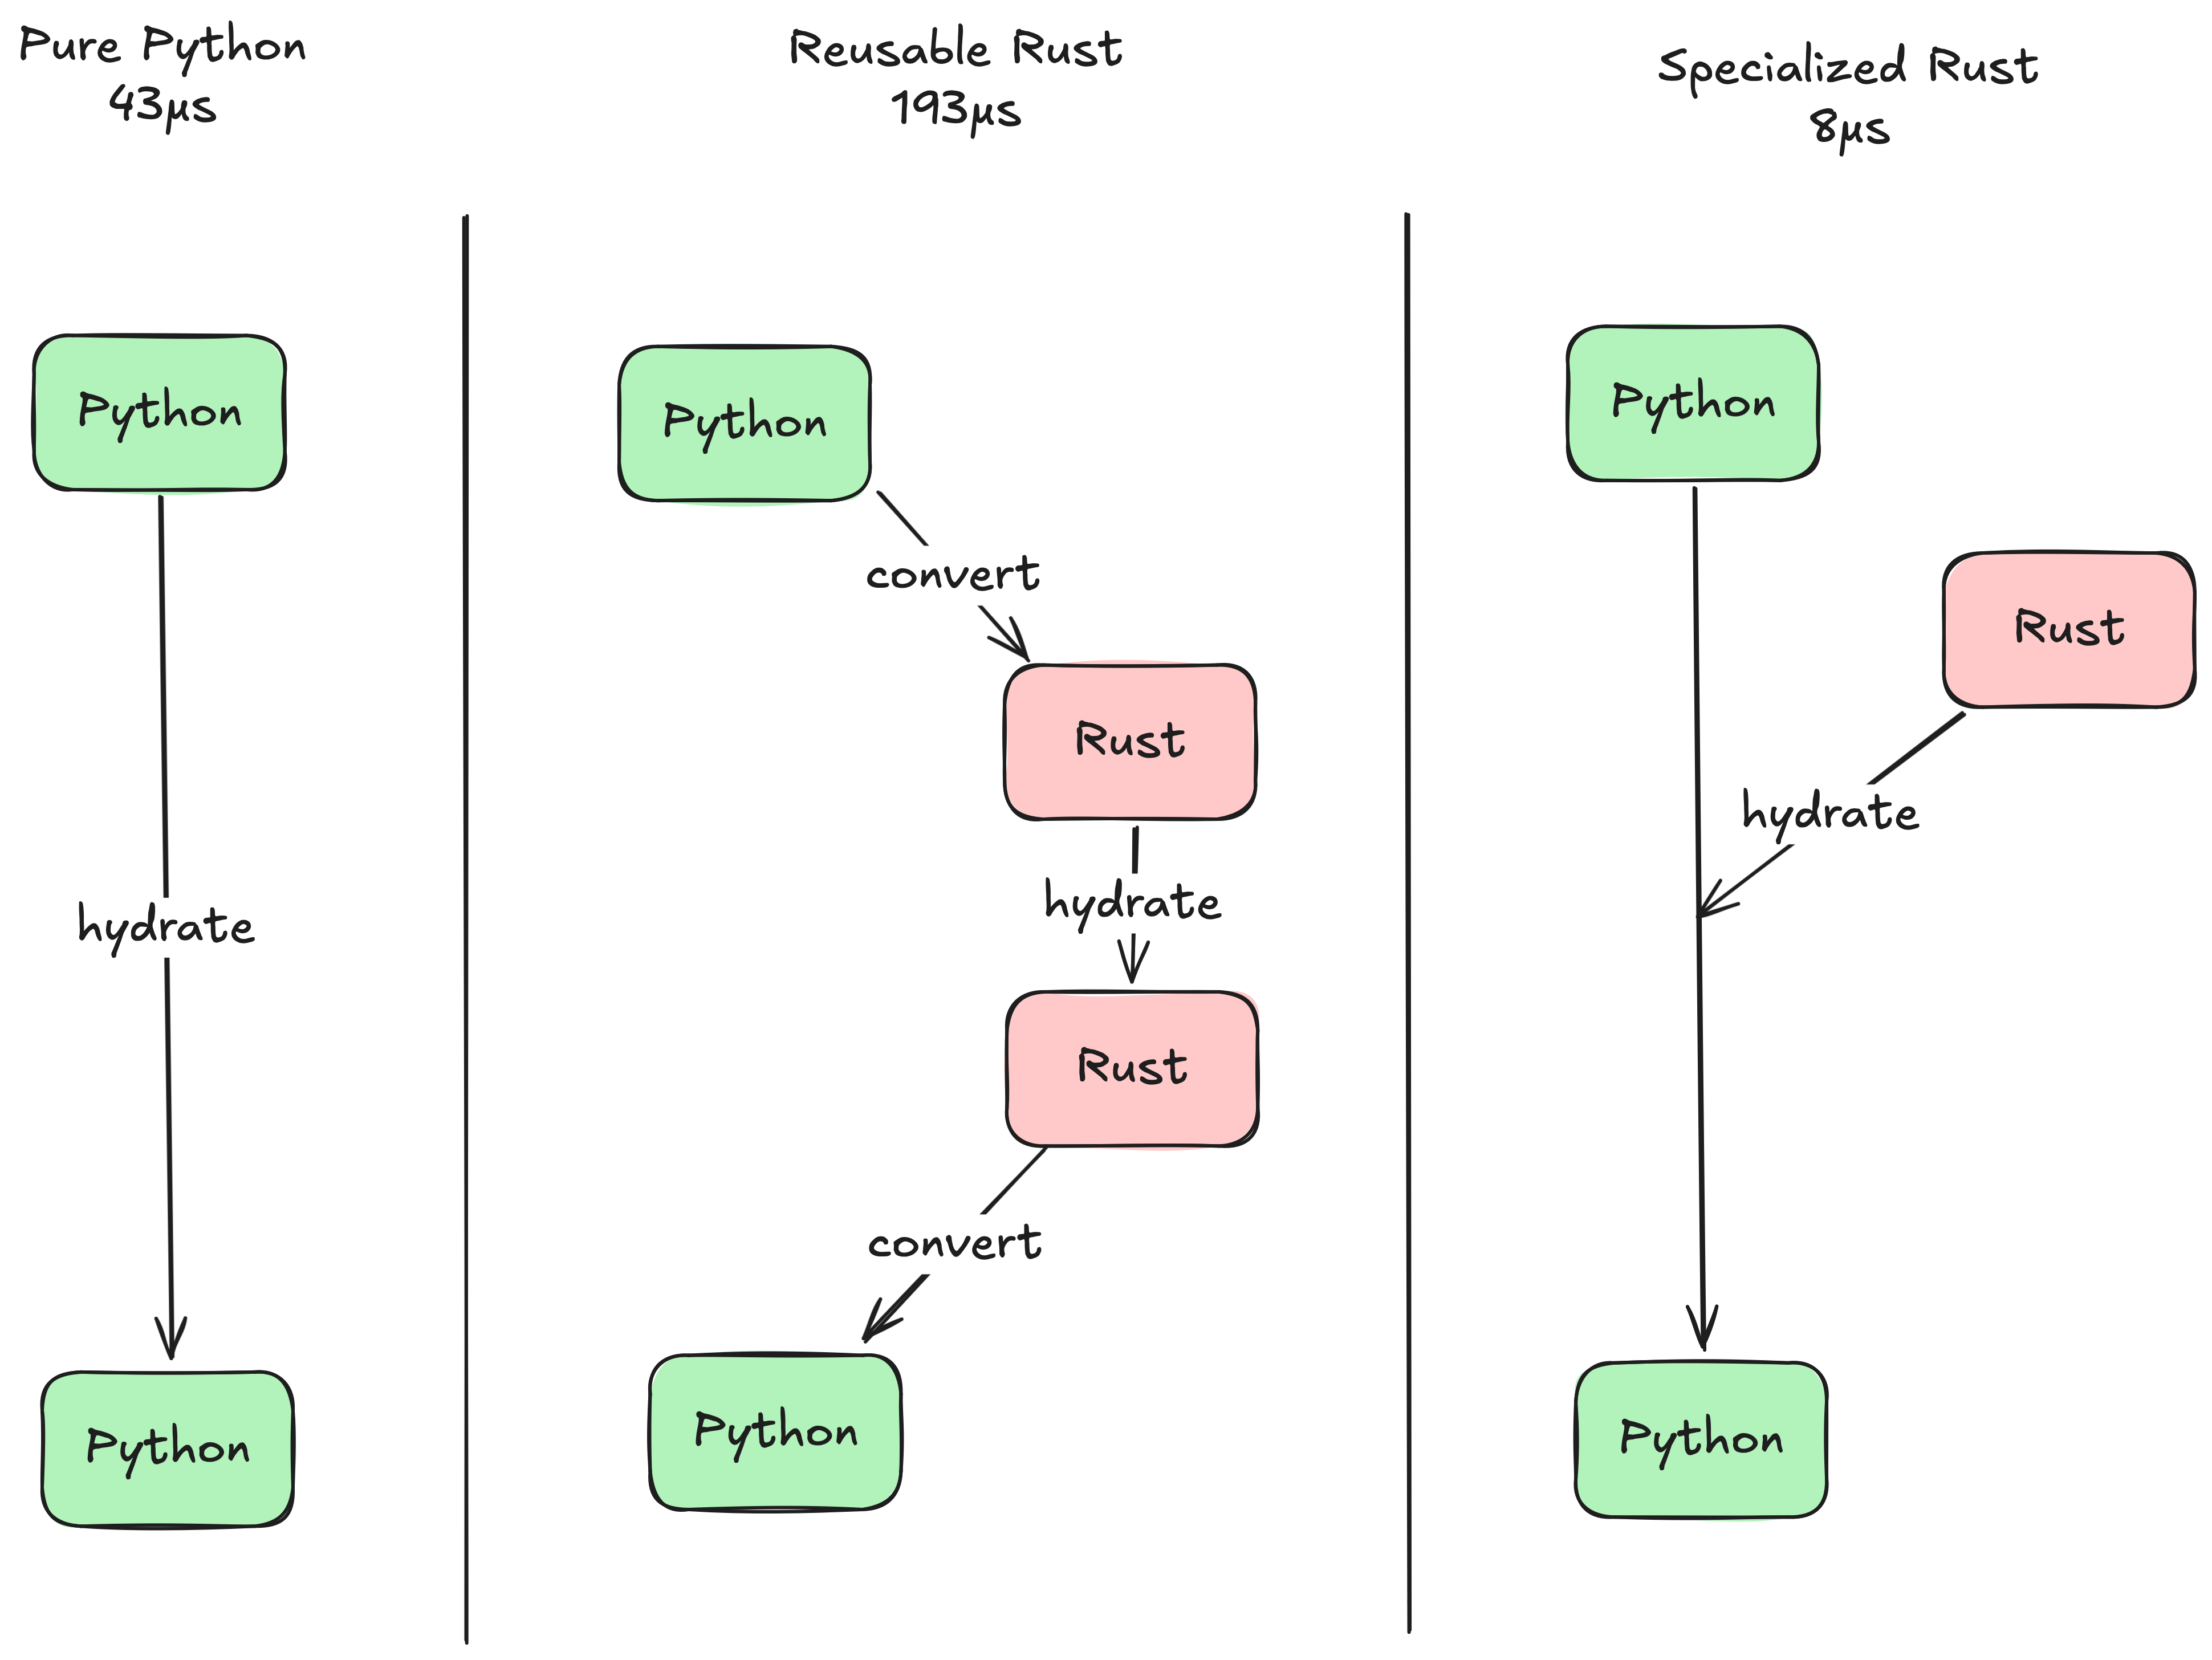 Pure Python
43µs
Python
hydrate
Python
Reusable Rust
193µs
Python
convert
Rust
hydrate
Rust
convert
Python
Specialized Rust
8µs
Python
Rust
hydrate
Python